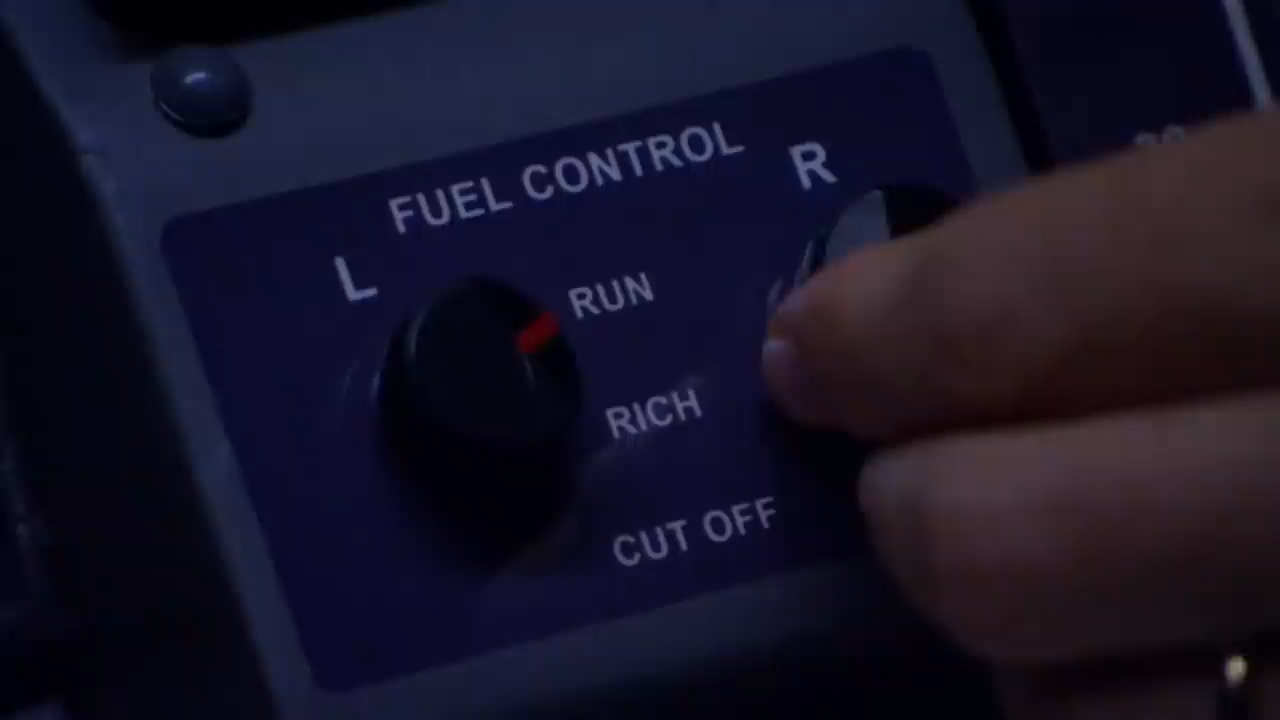 FUEL CONTROL
L
R
RUN
RICH
CUT OFF